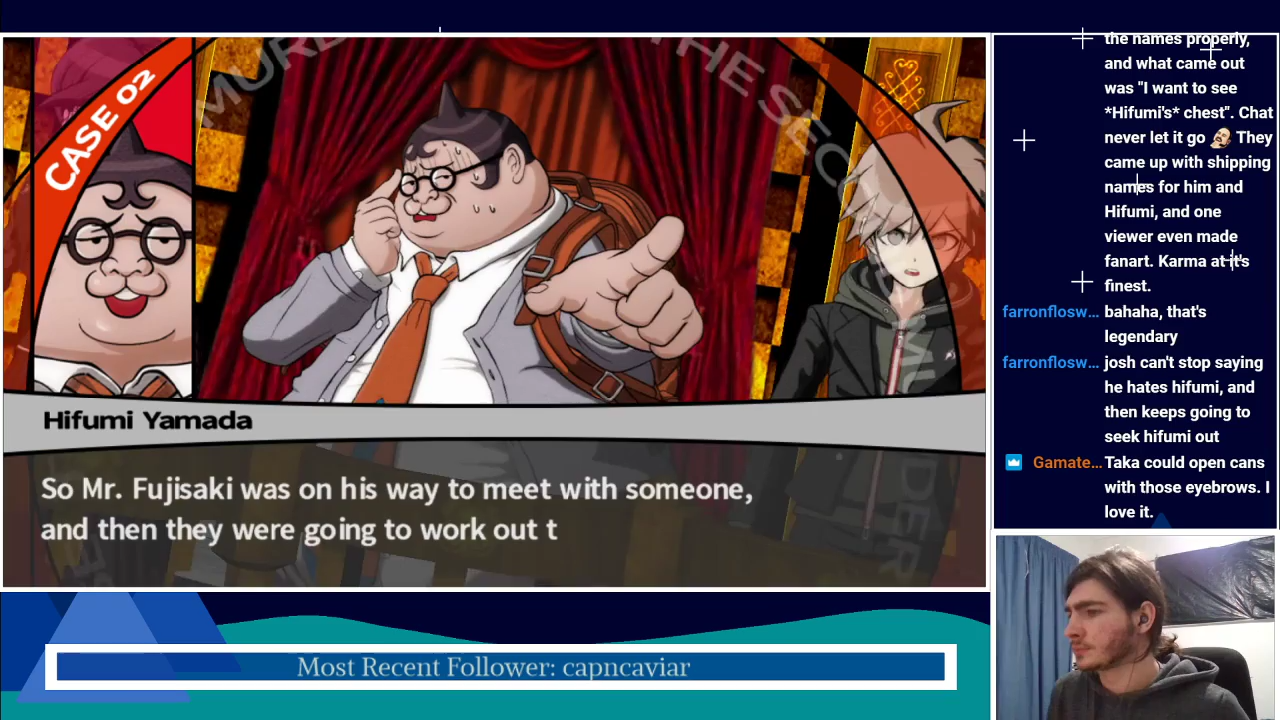 CASE 02
MURDE
THE SECO
Hifumi Yamada
So Mr. Fujisaki was on his way to meet with someone,
and then they were going to work out t
Most Recent Follower: capncaviar
the names properly,
and what came out
was "I want to see
*Hifumi's* chest". Chat
never let it go They
came up with shipping
names for him and
Hifumi, and one
viewer even made
fanart. Karma at it's
finest.
farronflosw... bahaha, that's
legendary
farronflosw... josh can't stop saying
he hates hifumi, and
then keeps going to
seek hifumi out
Gamate... Taka could open cans
with those eyebrows. I
love it.